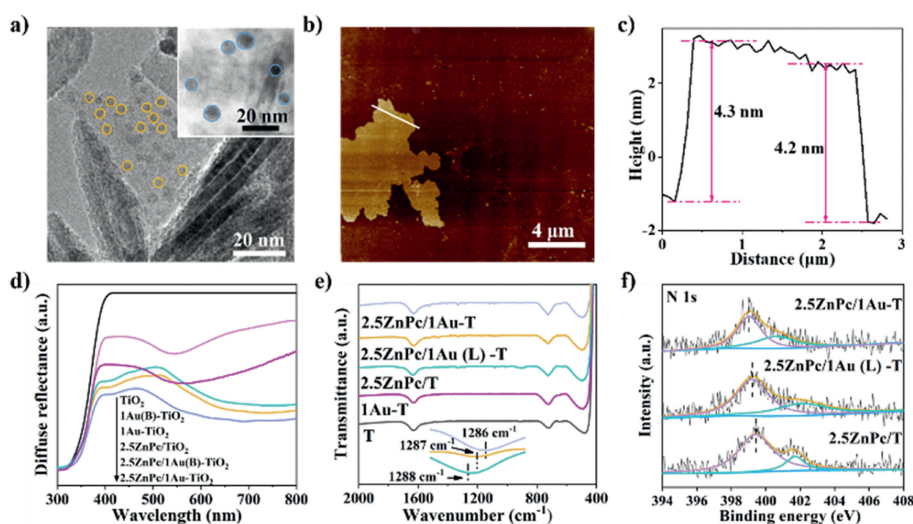 a)
20 nm
20 nm
b)
4 µm
c)
Height (nm)
2
0
-2
4.3 nm
4.2 nm
0
1
2
3
Distance (µm)
d)
Diffuse reflectance (a.u.)
TiO2
1Au(B)-TiO2
1Au-TiO2
2.5ZnPc/TiO2
2.5ZnPc/1Au(B)-TiO2
2.5ZnPc/1Au-TiO2
300 400 500 600 700 800
Wavelength (nm)
e)
Transmittance (a.u.)
2.5ZnPc/1Au-T
2.5ZnPc/1Au (L) -T
2.5ZnPc/T
1Au-T
T
1286 cm-1
1287 cm-1
1288 cm-1
2000 1600 1200 800 400
Wavenumber (cm-1)
f)
N 1s
Intensity (a.u.)
2.5ZnPc/1Au-T
2.5ZnPc/1Au (L) -T
2.5ZnPc/T
394 396 398 400 402 404 406 408
Binding energy (eV)